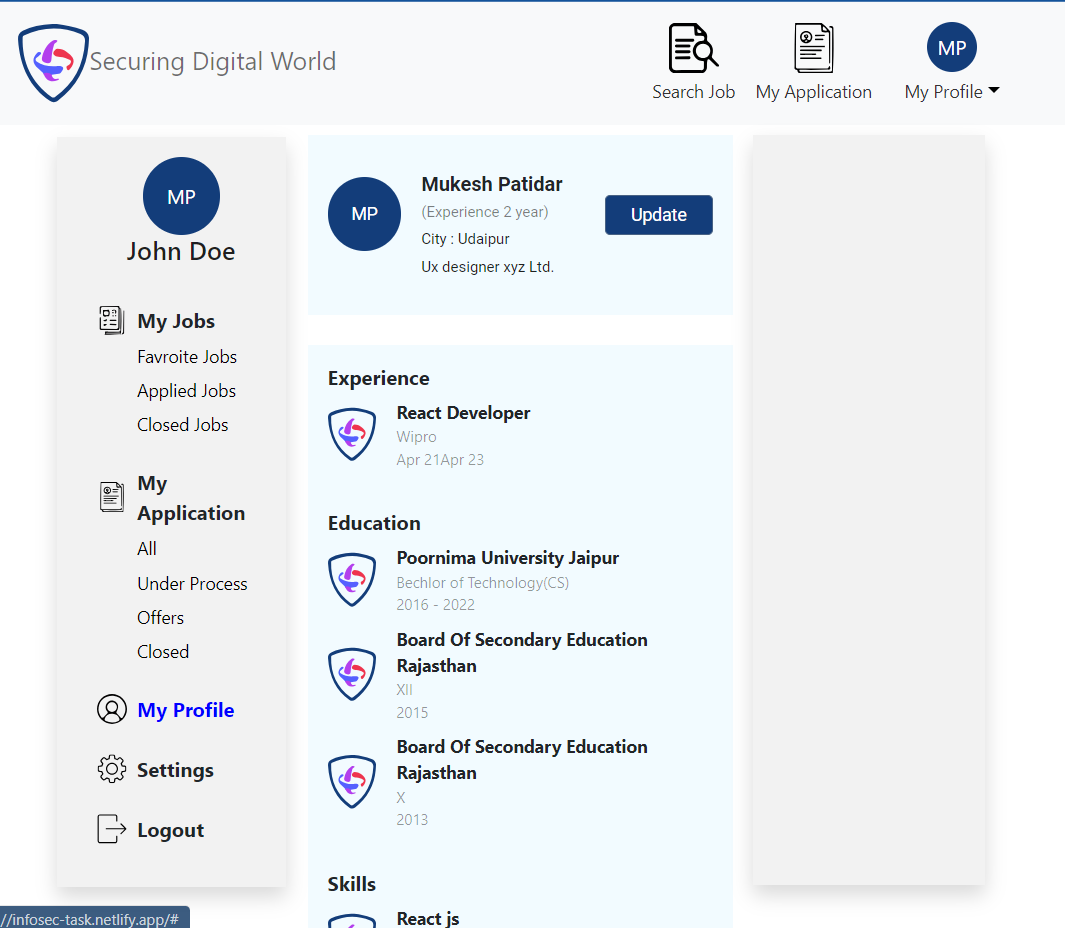 Securing Digital World
Search Job
My Application
MP
My Profile
MP
John Doe
My Jobs
Favroite Jobs
Applied Jobs
Closed Jobs
My
Application
All
Under Process
Offers
Closed
My Profile
Settings
Logout
MP
Mukesh Patidar
(Experience 2 year)
City : Udaipur
Ux designer xyz Ltd.
Update
Experience
React Developer
Wipro
Apr 21Apr 23
Education
Poornima University Jaipur
Bechlor of Technology(CS)
2016 - 2022
Board Of Secondary Education
Rajasthan
XII
2015
Board Of Secondary Education
Rajasthan
X
2013
Skills
React js
//infosec-task.netlify.app/#